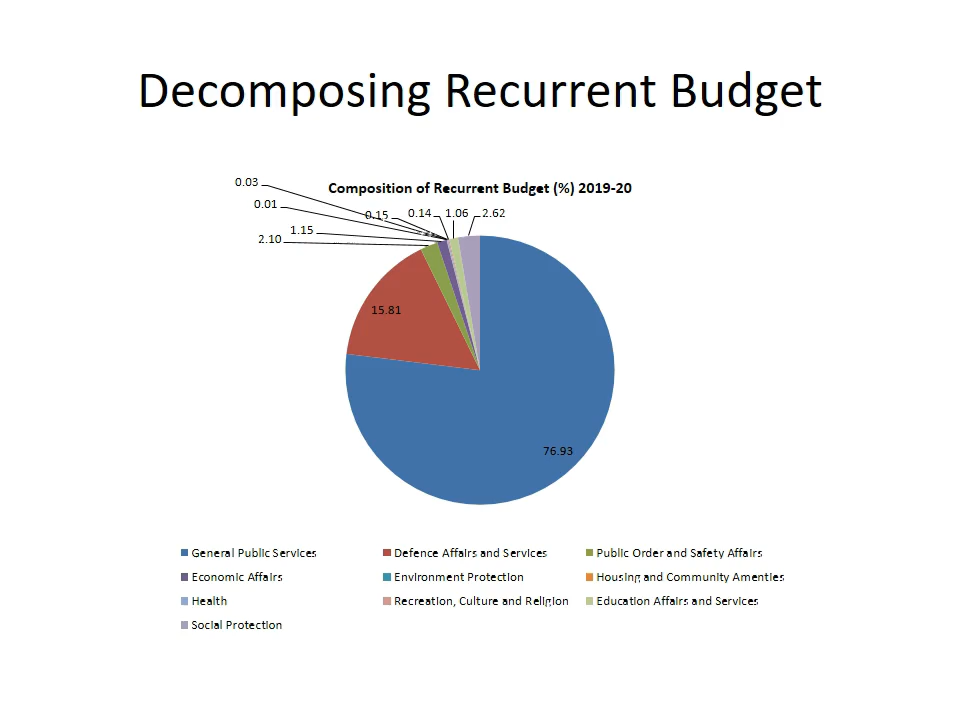 Decomposing Recurrent Budget
Composition of Recurrent Budget (%) 2019-20
0.03
0.01
0.15
0.14
1.06
2.62
1.15
2.10
15.81
76.93
General Public Services
Defence Affairs and Services
Public Order and Safety Affairs
Economic Affairs
Environment Protection
Housing and Community Amenties
Health
Recreation, Culture and Religion
Education Affairs and Services
Social Protection